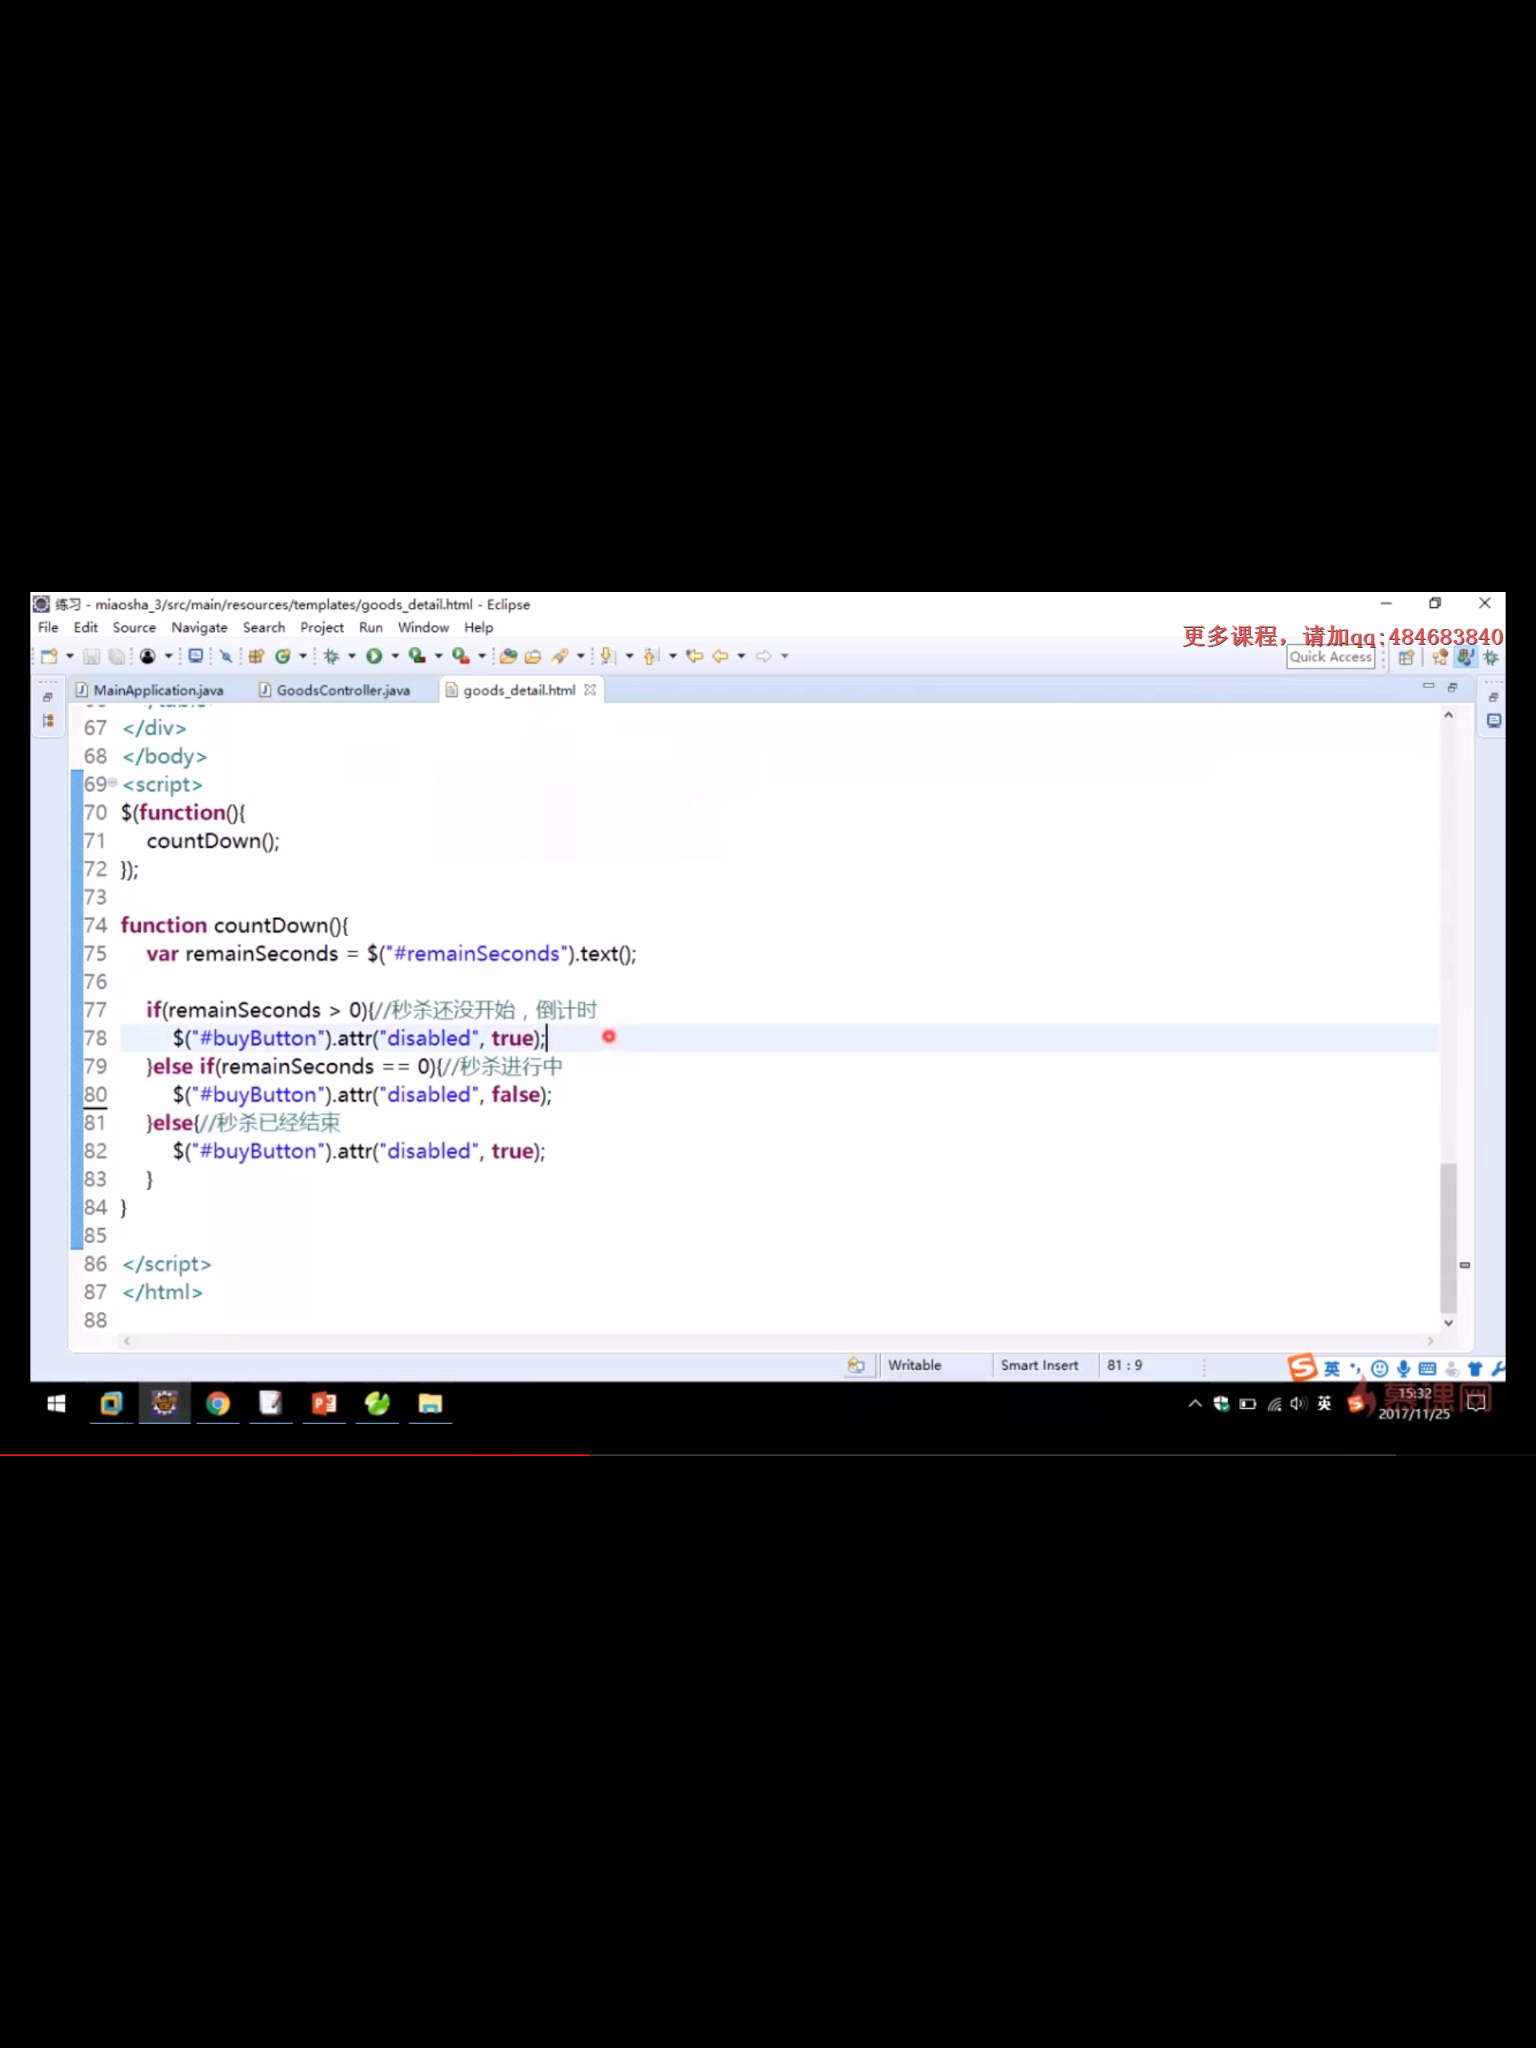 练习 - miaosha_3/src/main/resources/templates/goods_detail.html - Eclipse
File Edit Source Navigate Search Project Run Window Help
更多课程，请加qq:484683840
Quick Access
MainApplication.java GoodsController.java goods_detail.html
67 </div>
68 </body>
69 <script>
70 $(function(){
71 countDown();
72 });
73
74 function countDown(){
75 var remainSeconds = $("#remainSeconds").text();
76
77 if(remainSeconds > 0){//秒杀还没开始，倒计时
78 $("#buyButton").attr("disabled", true);
79 }else if(remainSeconds == 0){//秒杀进行中
80 $("#buyButton").attr("disabled", false);
81 }else{//秒杀已经结束
82 $("#buyButton").attr("disabled", true);
83 }
84 }
85
86 </script>
87 </html>
88
Writable Smart Insert 81 : 9
英
英 15:32
慕课网
2017/11/25